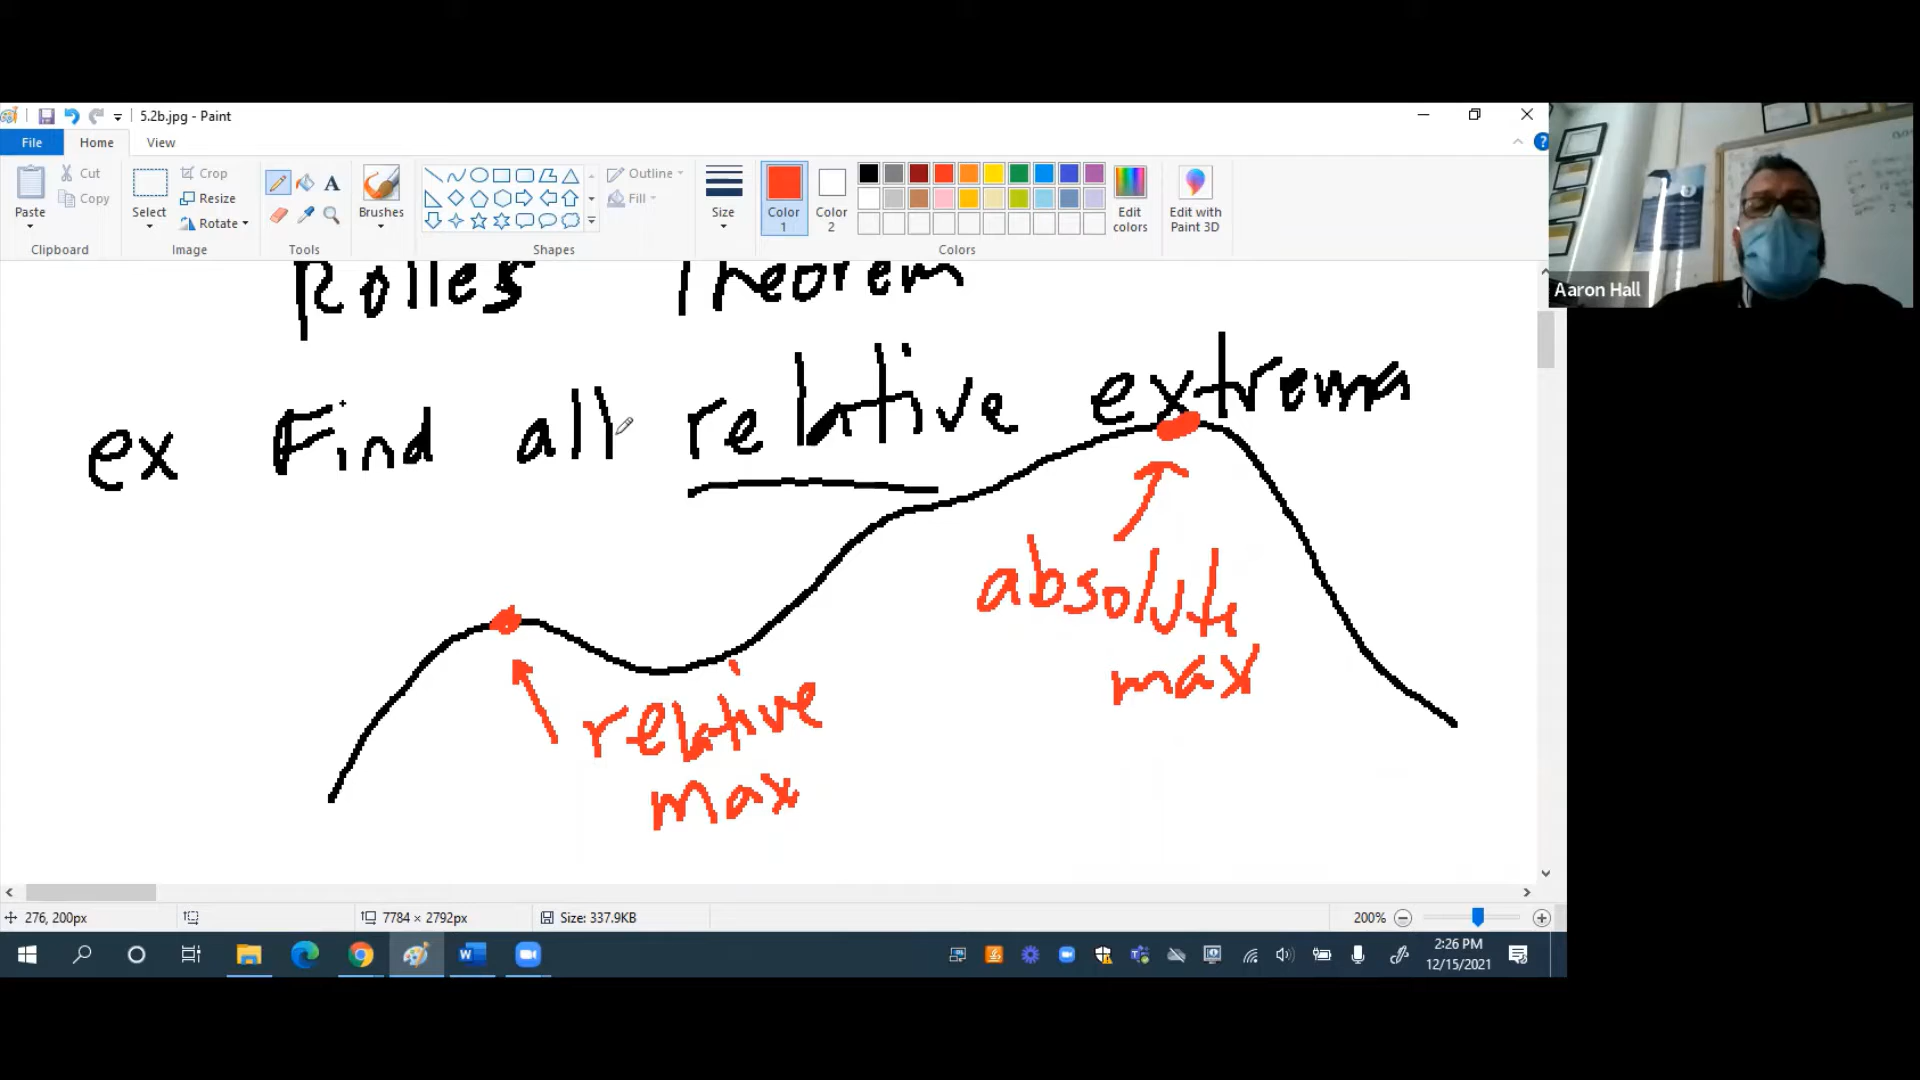 5.2b.jpg - Paint
File Home View
Paste
Cut
Copy
Clipboard
Select
Crop
Resize
Rotate
Image
A
Tools
Brushes
Outline
Fill
Shapes
Size
Color 1
Color 2
Edit colors
Colors
Edit with Paint 3D
Aaron Hall
Rolles Theorem
ex Find all relative extrema
absolute
max
relative
max
276, 200px 7784 × 2792px Size: 337.9KB 200%
2:26 PM
12/15/2021